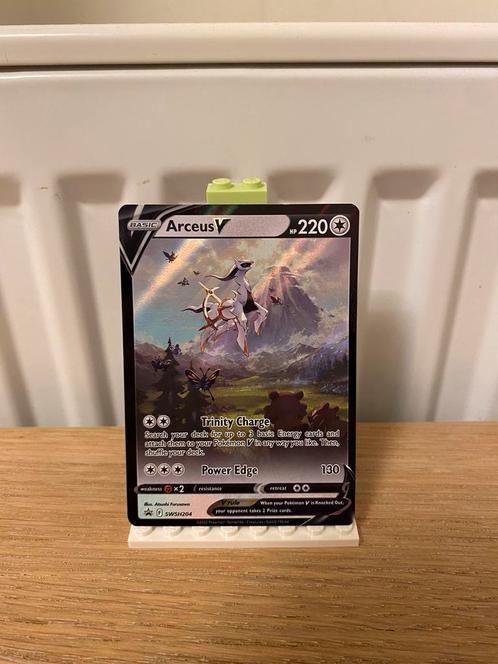 BASIC Arceus V HP 220
Trinity Charge
Search your deck for up to 3 basic Energy cards and
attach them to your Pokémon V in any way you like. Then,
shuffle your deck.
Power Edge 130
weakness ×2 resistance retreat
V rule When your Pokémon V is Knocked Out,
your opponent takes 2 Prize cards.
Illus. Atsushi Furusawa
F SWSH204